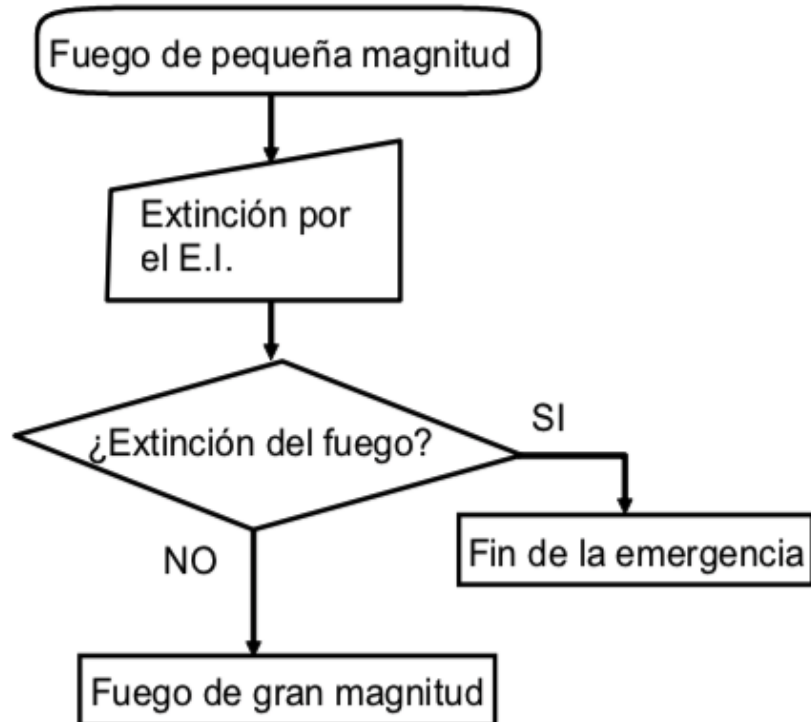 Fuego de pequeña magnitud
Extinción por
el E.I.
¿Extinción del fuego?
SI
Fin de la emergencia
NO
Fuego de gran magnitud